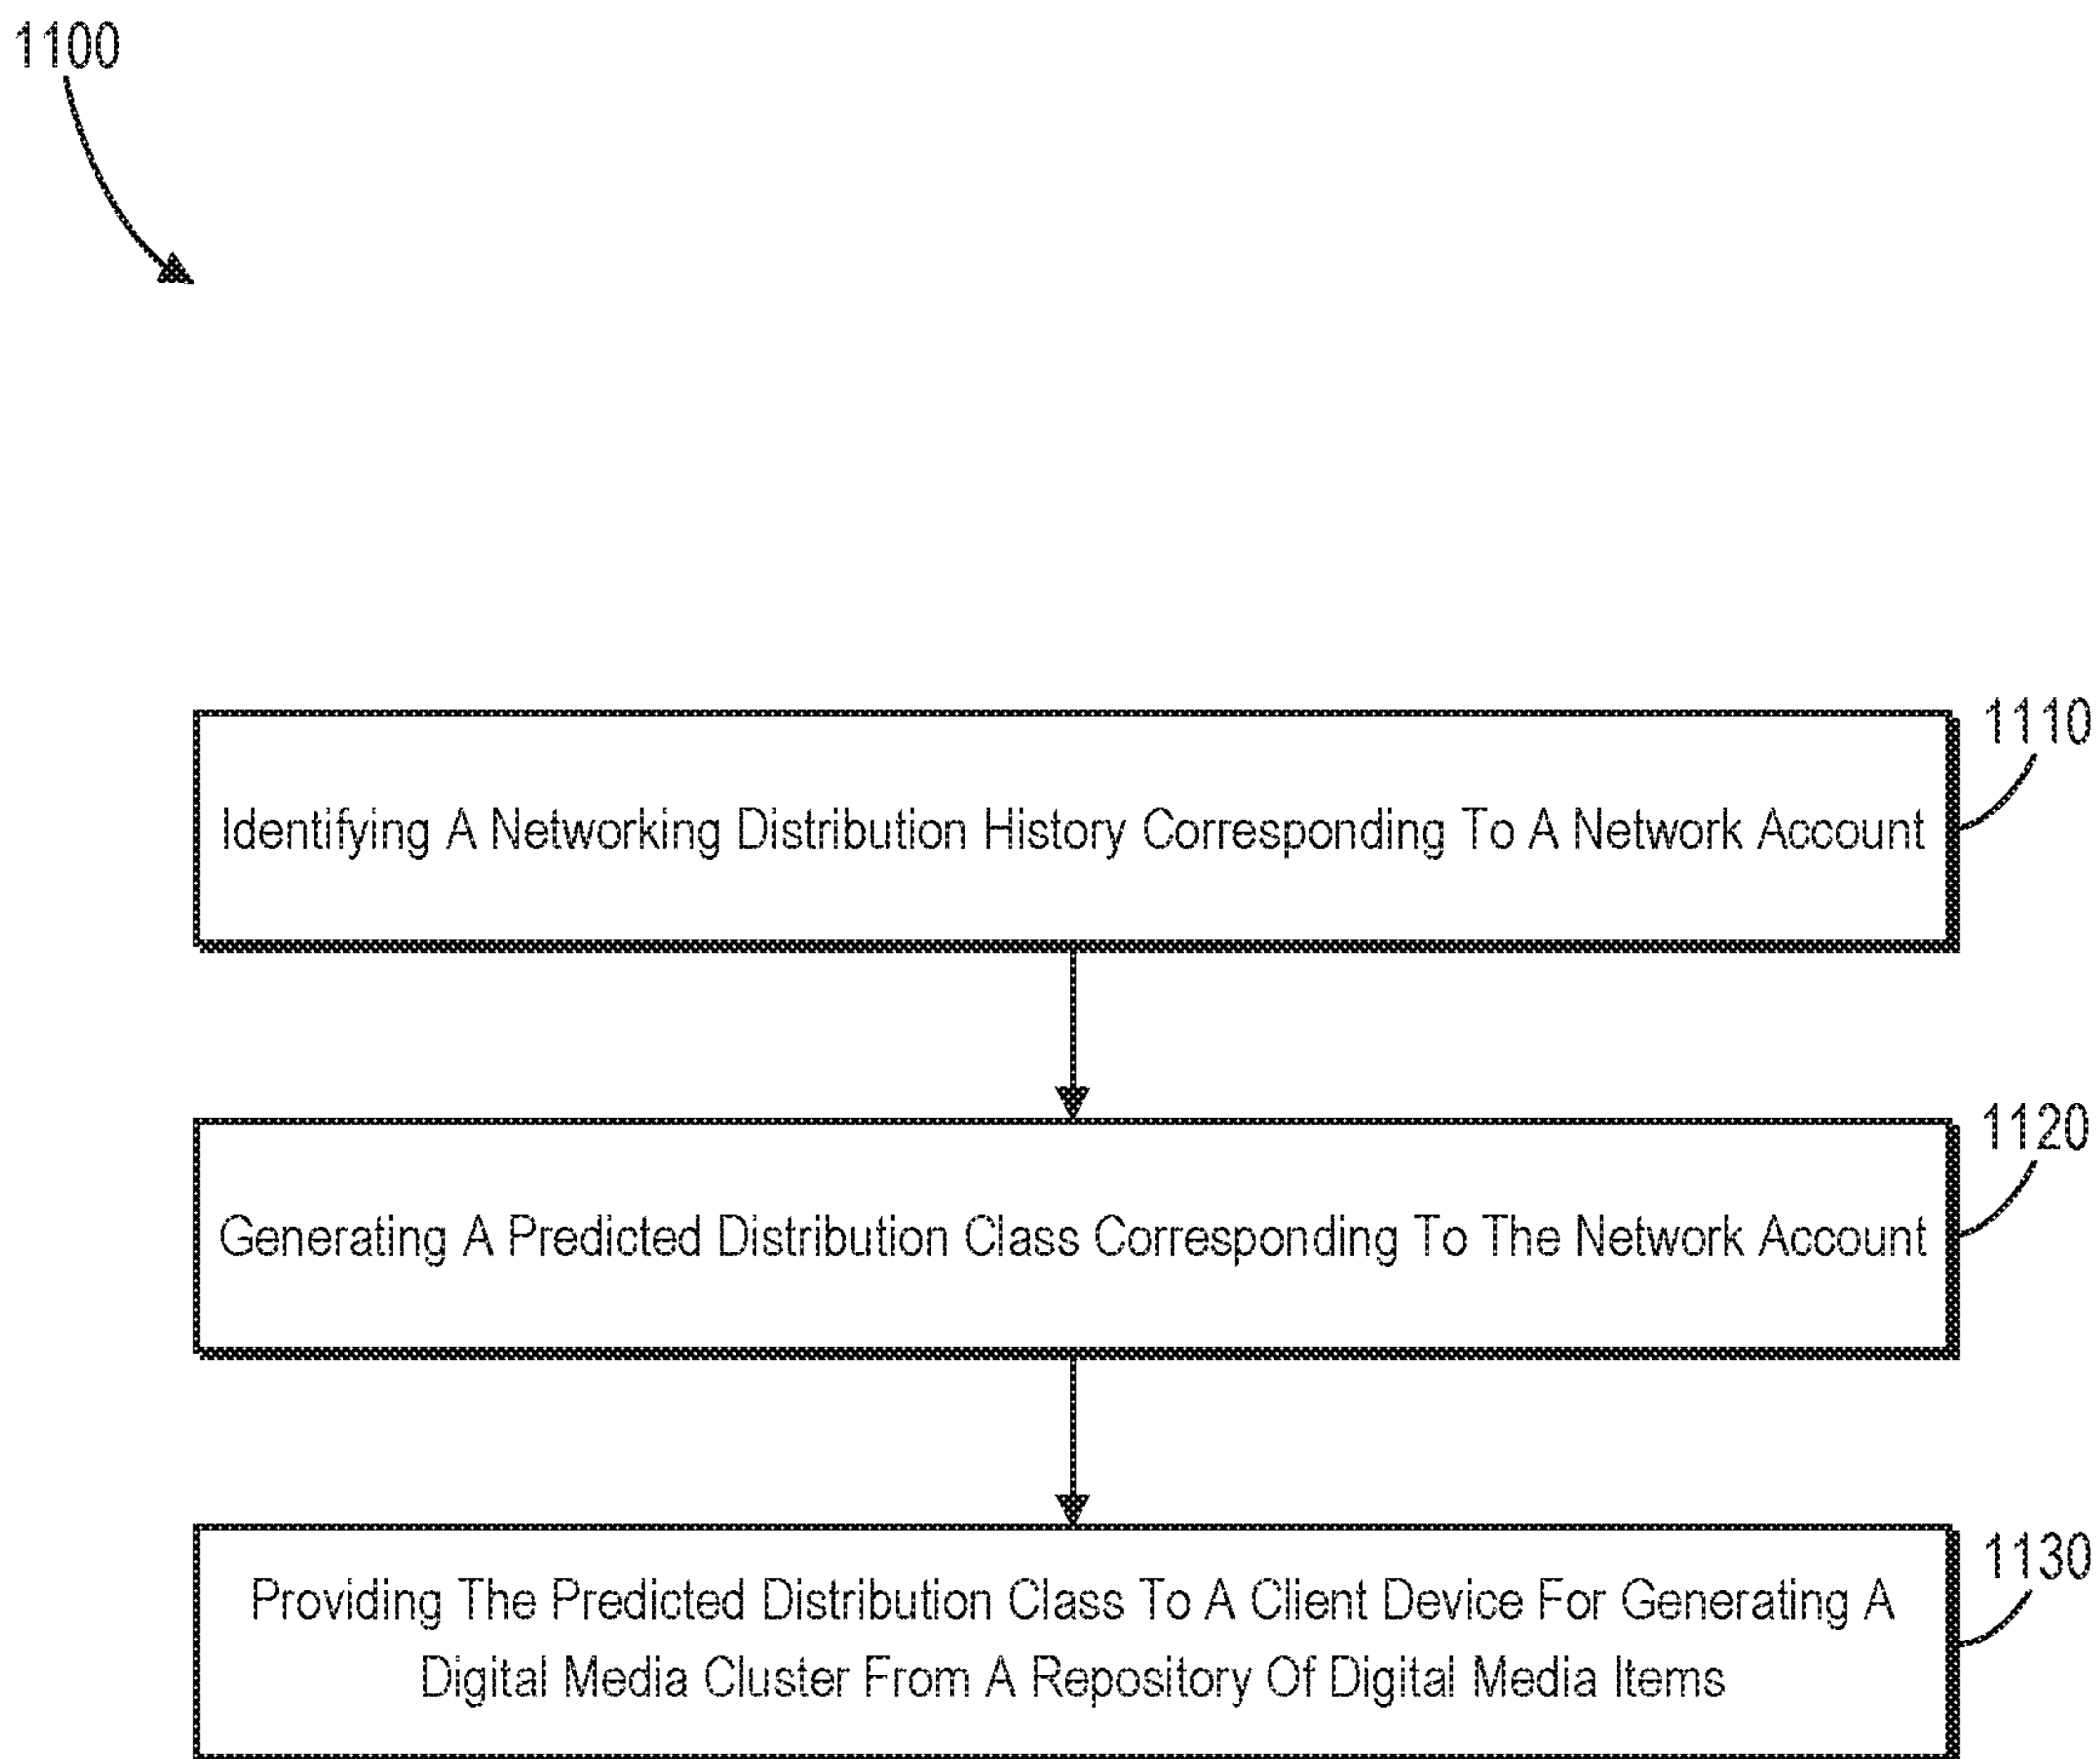 1100
1110
Identifying A Networking Distribution History Corresponding To A Network Account
1120
Generating A Predicted Distribution Class Corresponding To The Network Account
1130
Providing The Predicted Distribution Class To A Client Device For Generating A
Digital Media Cluster From A Repository Of Digital Media Items